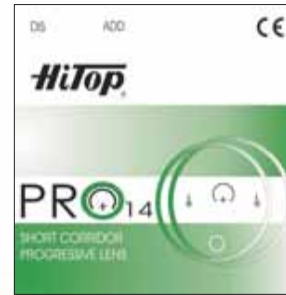 DS ADD CE
HiTop®
PRO14
SHORT CORRIDOR
PROGRESSIVE LENS